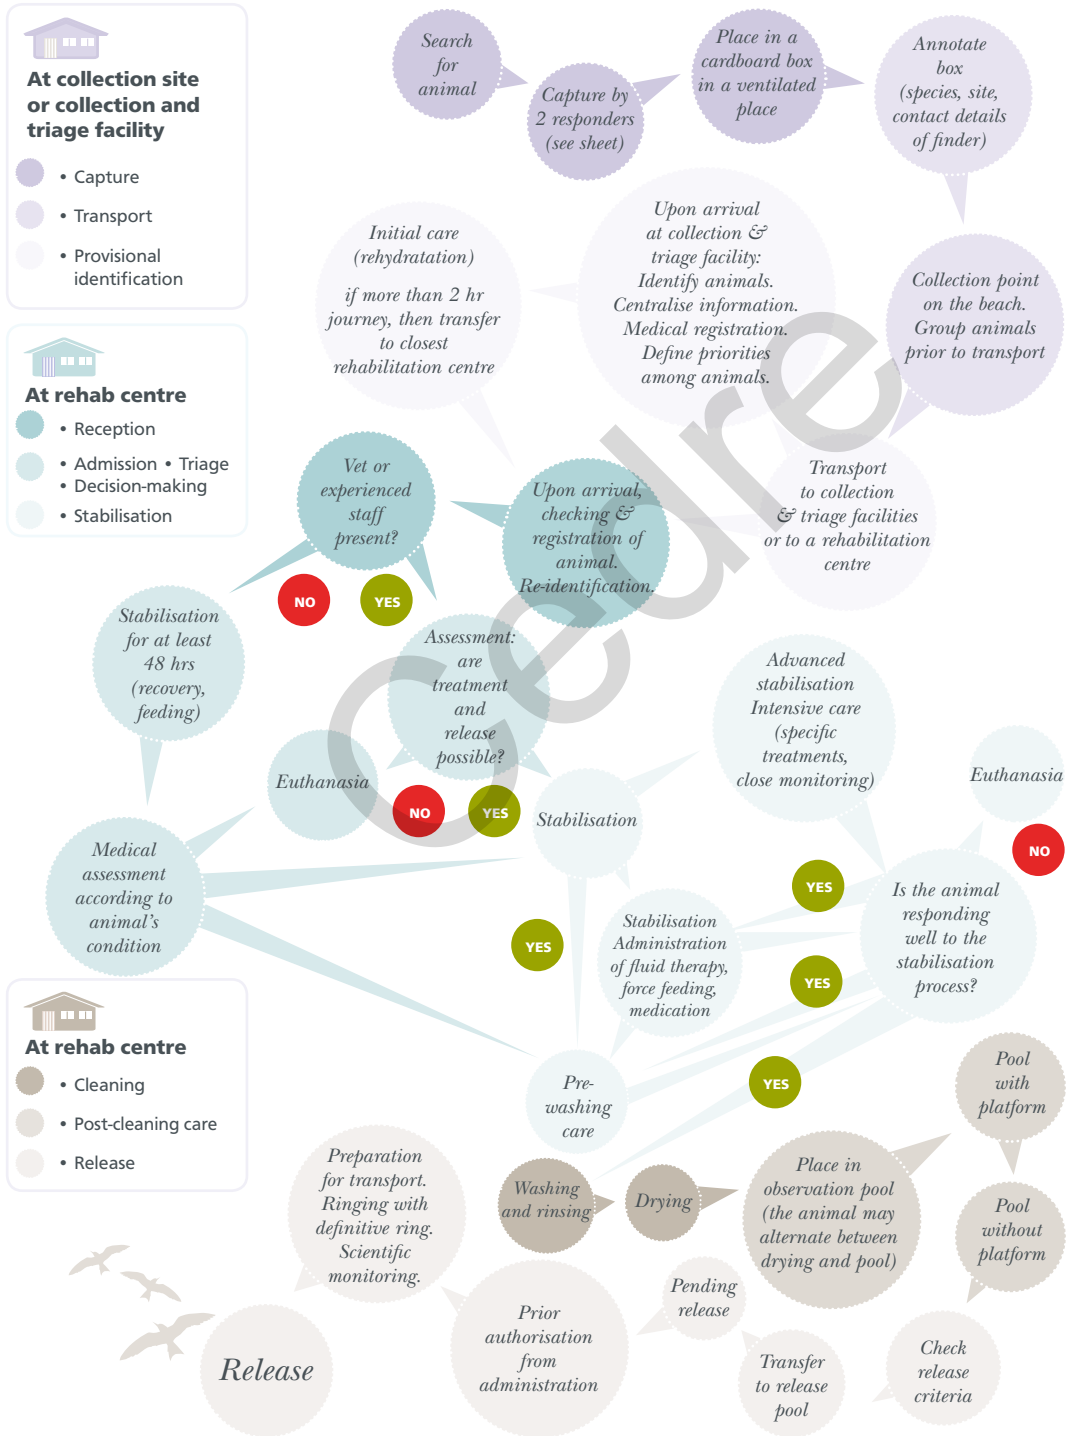 At collection site
or collection and
triage facility
• Capture
• Transport
• Provisional
identification
Search
for
animal
Capture by
2 responders
(see sheet)
Place in a
cardboard box
in a ventilated
place
Annotate
box
(species, site,
contact details
of finder)
Collection point
on the beach.
Group animals
prior to transport
Transport
to collection
& triage facilities
or to a rehabilitation
centre
Upon arrival
at collection &
triage facility:
Identify animals.
Centralise information.
Medical registration.
Define priorities
among animals.
Initial care
(rehydratation)
if more than 2 hr
journey, then transfer
to closest
rehabilitation centre
At rehab centre
• Reception
• Admission • Triage
• Decision-making
• Stabilisation
Upon arrival,
checking &
registration of
animal.
Re-identification.
Vet or
experienced
staff
present?
NO
YES
Stabilisation
for at least
48 hrs
(recovery,
feeding)
Assessment:
are
treatment
and
release
possible?
NO
YES
Euthanasia
Medical
assessment
according to
animal's
condition
Stabilisation
Advanced
stabilisation
Intensive care
(specific
treatments,
close monitoring)
Euthanasia
NO
YES
Is the animal
responding
well to the
stabilisation
process?
YES
Stabilisation
Administration
of fluid therapy,
force feeding,
medication
YES
YES
Pre-
washing
care
At rehab centre
• Cleaning
• Post-cleaning care
• Release
Washing
and rinsing
Drying
Place in
observation pool
(the animal may
alternate between
drying and pool)
Pool
with
platform
Pool
without
platform
Check
release
criteria
Transfer
to release
pool
Pending
release
Prior
authorisation
from
administration
Preparation
for transport.
Ringing with
definitive ring.
Scientific
monitoring.
Release
Cedre